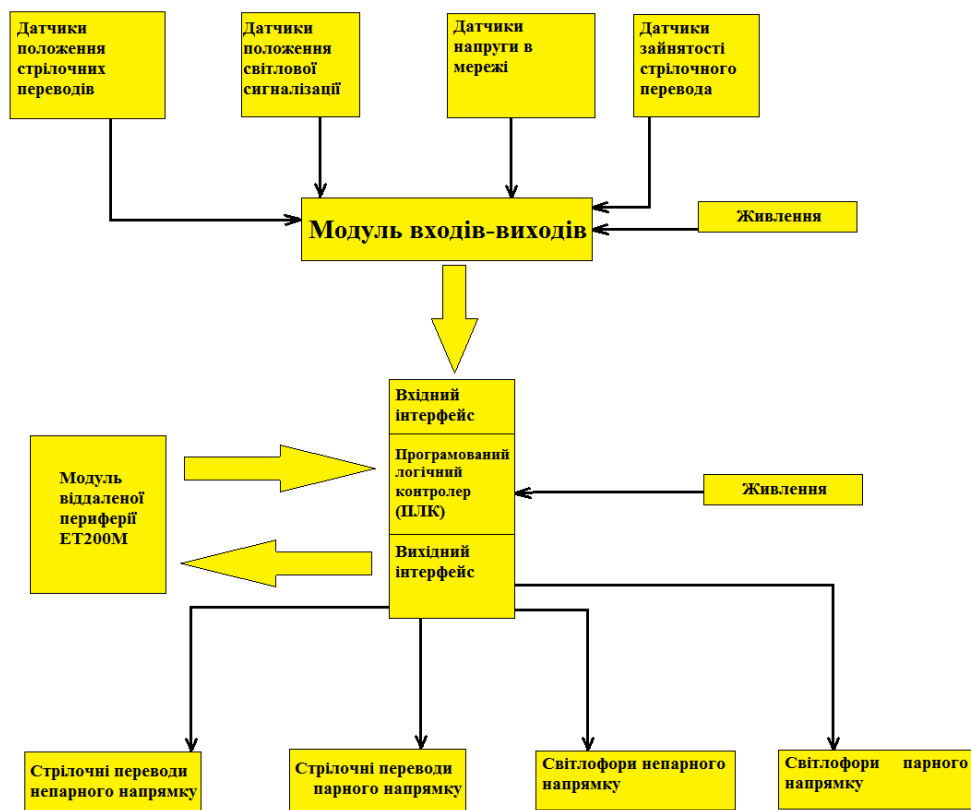 Датчики
положення
стрілочних
переводів
Датчики
положення
світлової
сигналізації
Датчики
напруги в
мережі
Датчики
зайнятості
стрілочного
перевода
Модуль входів-виходів
Живлення
Вхідний
інтерфейс
Модуль
віддаленої
периферії
ET200M
Програмований
логічний
контролер
(ПЛК)
Живлення
Вихідний
інтерфейс
Стрілочні переводи
непарного напрямку
Стрілочні переводи
парного напрямку
Світлофори непарного
напрямку
Світлофори парного
напрямку